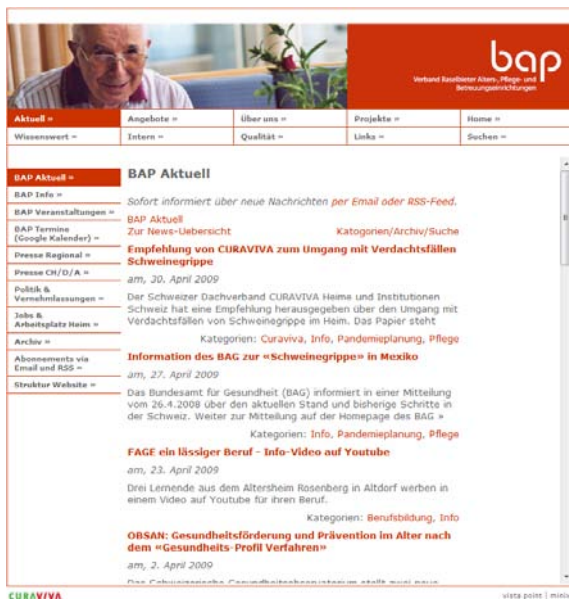 bap
Verband Baselbieter Alters-, Pflege- und
Betreuungseinrichtungen
Aktuell »
Angebote »
Über uns »
Projekte »
Home »
Wissenswert »
Intern »
Qualität »
Links »
Suchen »
BAP Aktuell »
BAP Info »
BAP Veranstaltungen »
BAP Termine
(Google Kalender) »
Presse Regional »
Presse CH/D/A »
Politik &
Vernehmlassungen »
Jobs &
Arbeitsplatz Heim »
Archiv »
Abonnements via
Email und RSS »
Struktur Website »
BAP Aktuell
Sofort informiert über neue Nachrichten per Email oder RSS-Feed.
BAP Aktuell
Zur News-Uebersicht
Katogorien/Archiv/Suche
Empfehlung von CURAVIVA zum Umgang mit Verdachtsfällen
Schweinegrippe
am, 30. April 2009
Der Schweizer Dachverband CURAVIVA Heime und Institutionen
Schweiz hat eine Empfehlung herausgegeben über den Umgang mit
Verdachtsfällen von Schweinegrippe im Heim. Das Papier steht
Kategorien: Curaviva, Info, Pandemieplanung, Pflege
Information des BAG zur «Schweinegrippe» in Mexiko
am, 27. April 2009
Das Bundesamt für Gesundheit (BAG) informiert in einer Mitteilung
vom 26.4.2008 über den aktuellen Stand und bisherige Schritte in
der Schweiz. Weiter zur Mitteilung auf der Homepage des BAG »
Kategorien: Info, Pandemieplanung, Pflege
FAGE ein lässiger Beruf - Info-Video auf Youtube
am, 23. April 2009
Drei Lernende aus dem Altersheim Rosenberg in Altdorf werben in
einem Video auf Youtube für ihren Beruf.
Kategorien: Berufsbildung, Info
OBSAN: Gesundheitsförderung und Prävention im Alter nach
dem «Gesundheits-Profil Verfahren»
am, 2. April 2009
Das Schweizerische Gesundheitsobservatorium stellt zwei neue
CURAVIVA
vista point | minix